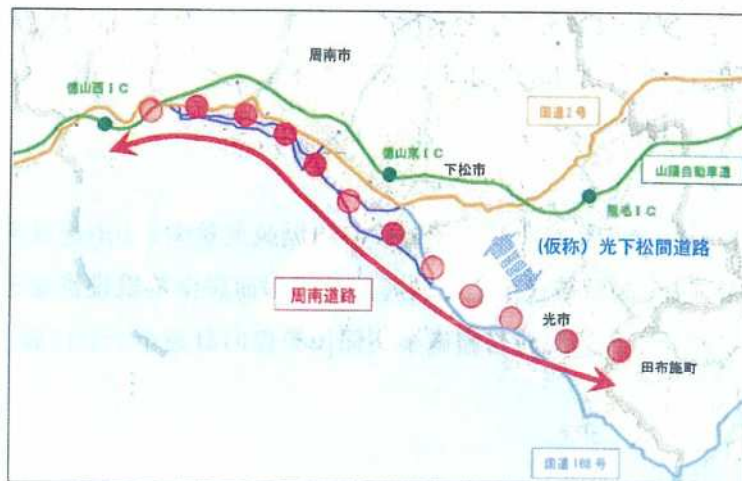 周南市
徳山西IC
国道2号
徳山東IC
下松市
山陽自動車道
熊毛IC
(仮称)光下松間道路
周南道路
光市
田布施町
国道188号